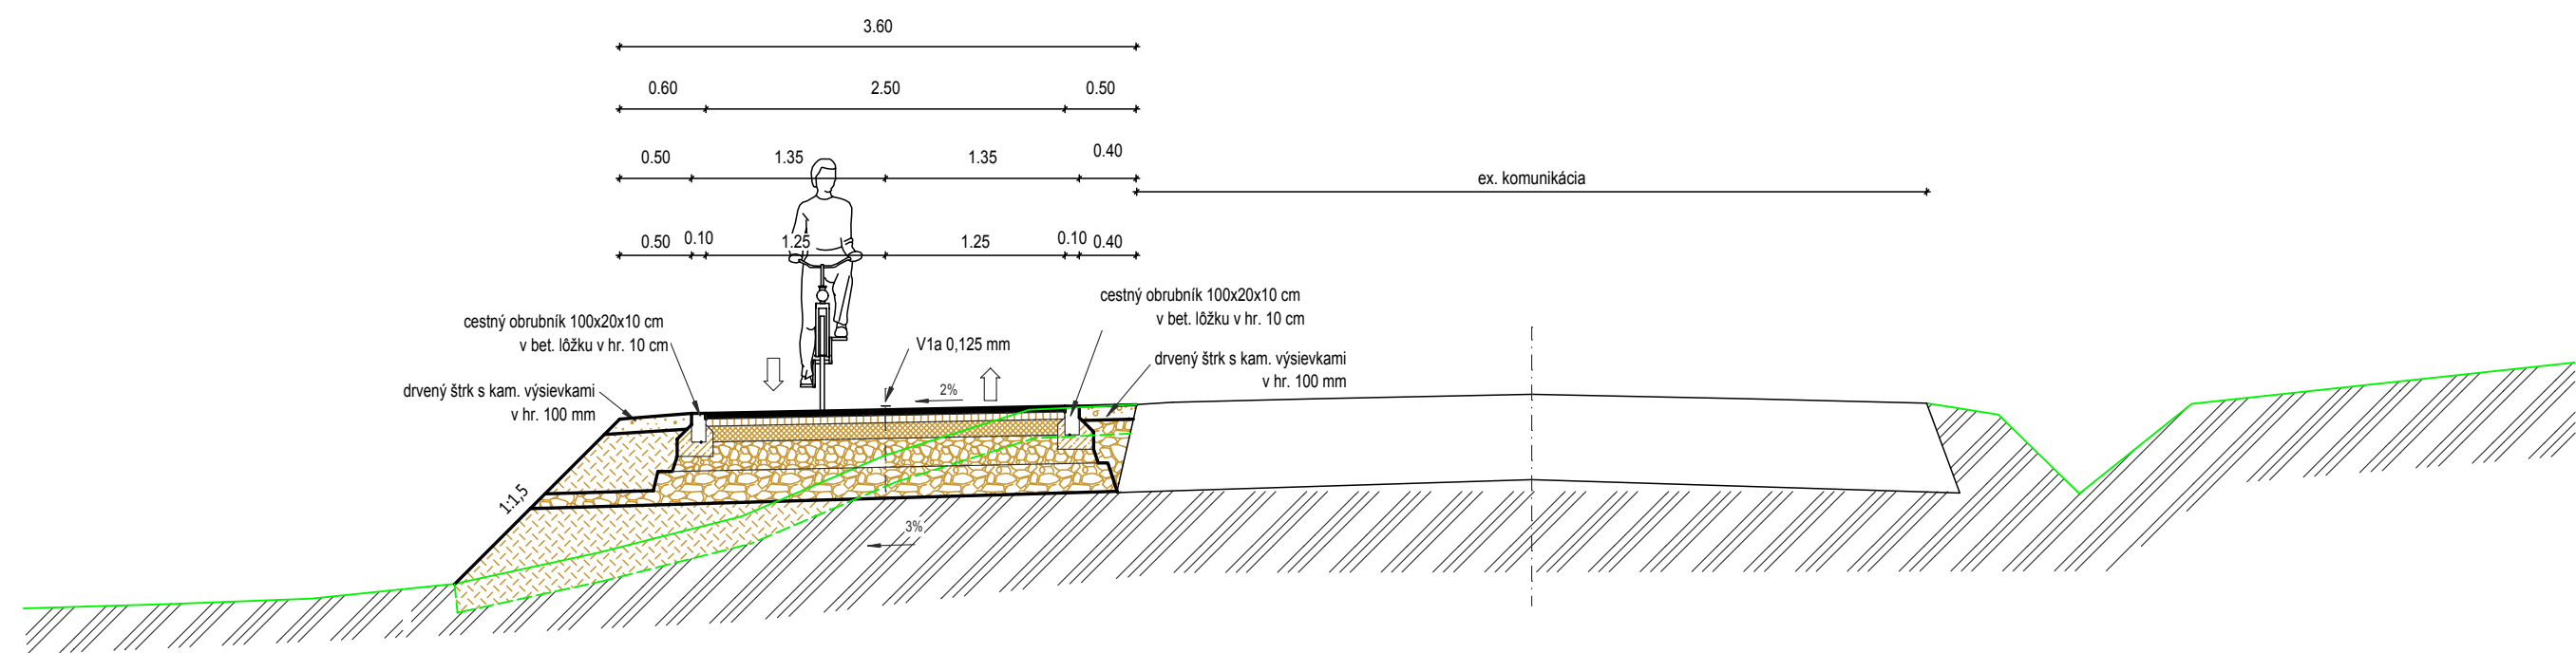 3.60
0.60 2.50 0.50
0.50 1.35 1.35 0.40
ex. komunikácia
0.50 0.10 1.25 1.25 0.10 0.40
cestný obrubník 100x20x10 cm
v bet. lôžku v hr. 10 cm
cestný obrubník 100x20x10 cm
v bet. lôžku v hr. 10 cm
V1a 0,125 mm
drvený štrk s kam. výsievkami
v hr. 100 mm
drvený štrk s kam. výsievkami
v hr. 100 mm
2%
1:1,5
3%